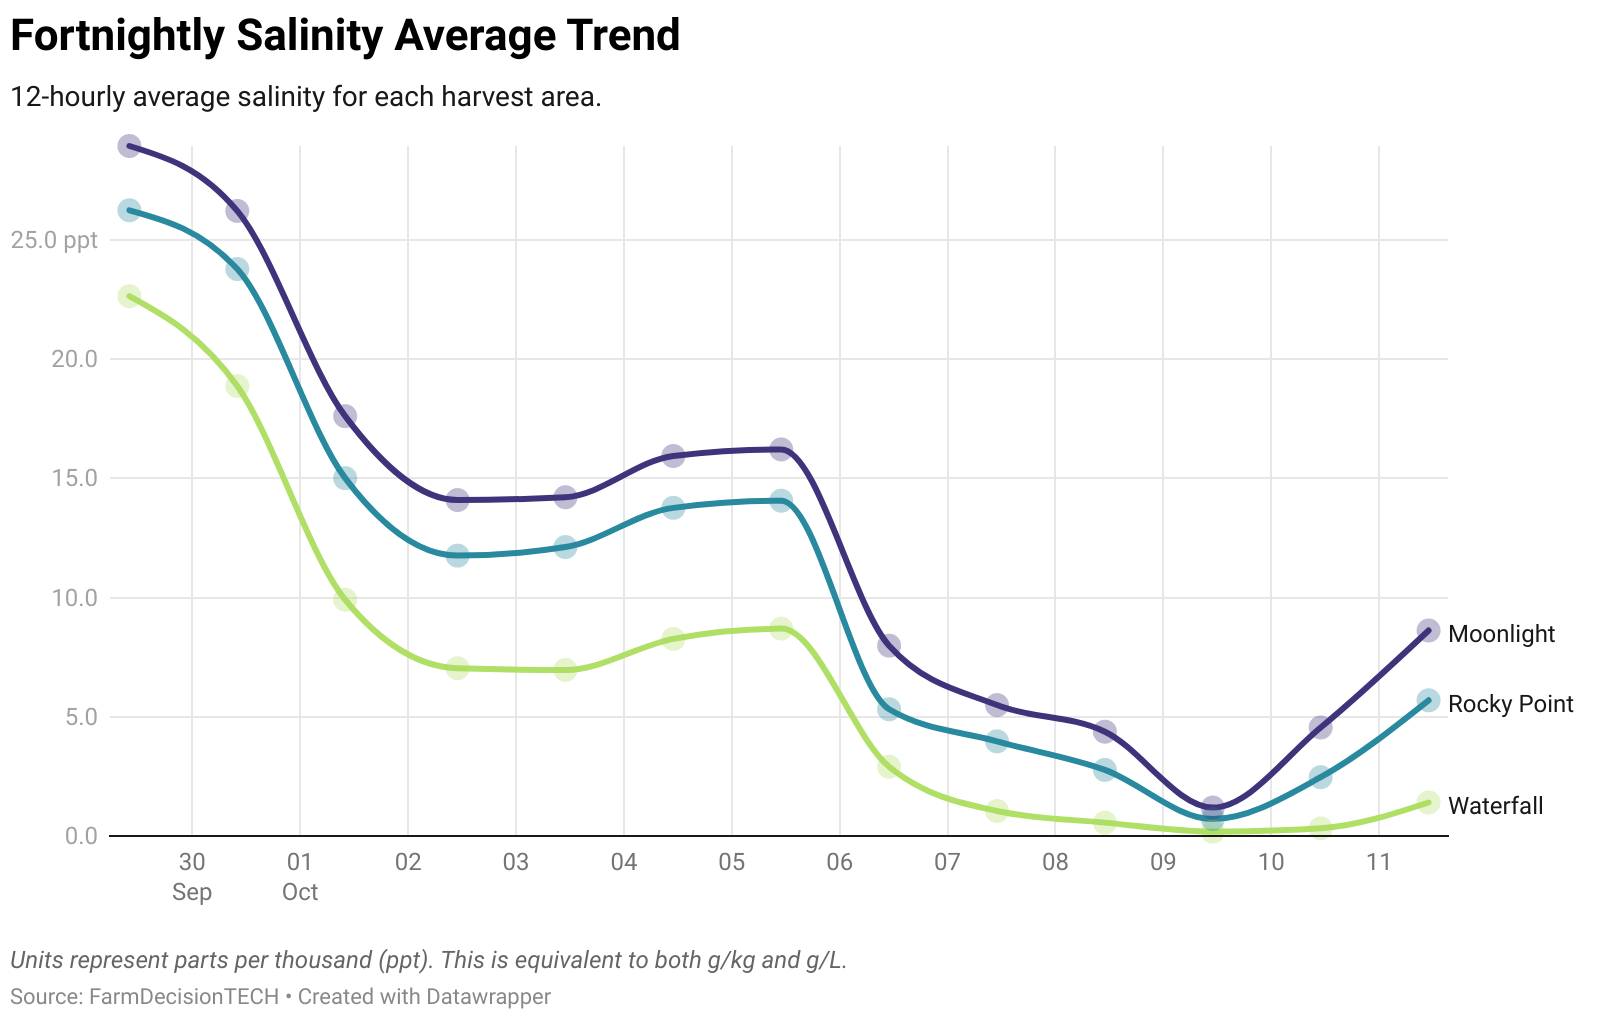 Fortnightly Salinity Average Trend
12-hourly average salinity for each harvest area.
25.0 ppt
20.0
15.0
10.0
5.0
0.0
Moonlight
Rocky Point
Waterfall
30 01 02 03 04 05 06 07 08 09 10 11
Sep Oct
Units represent parts per thousand (ppt). This is equivalent to both g/kg and g/L.
Source: FarmDecisionTECH • Created with Datawrapper